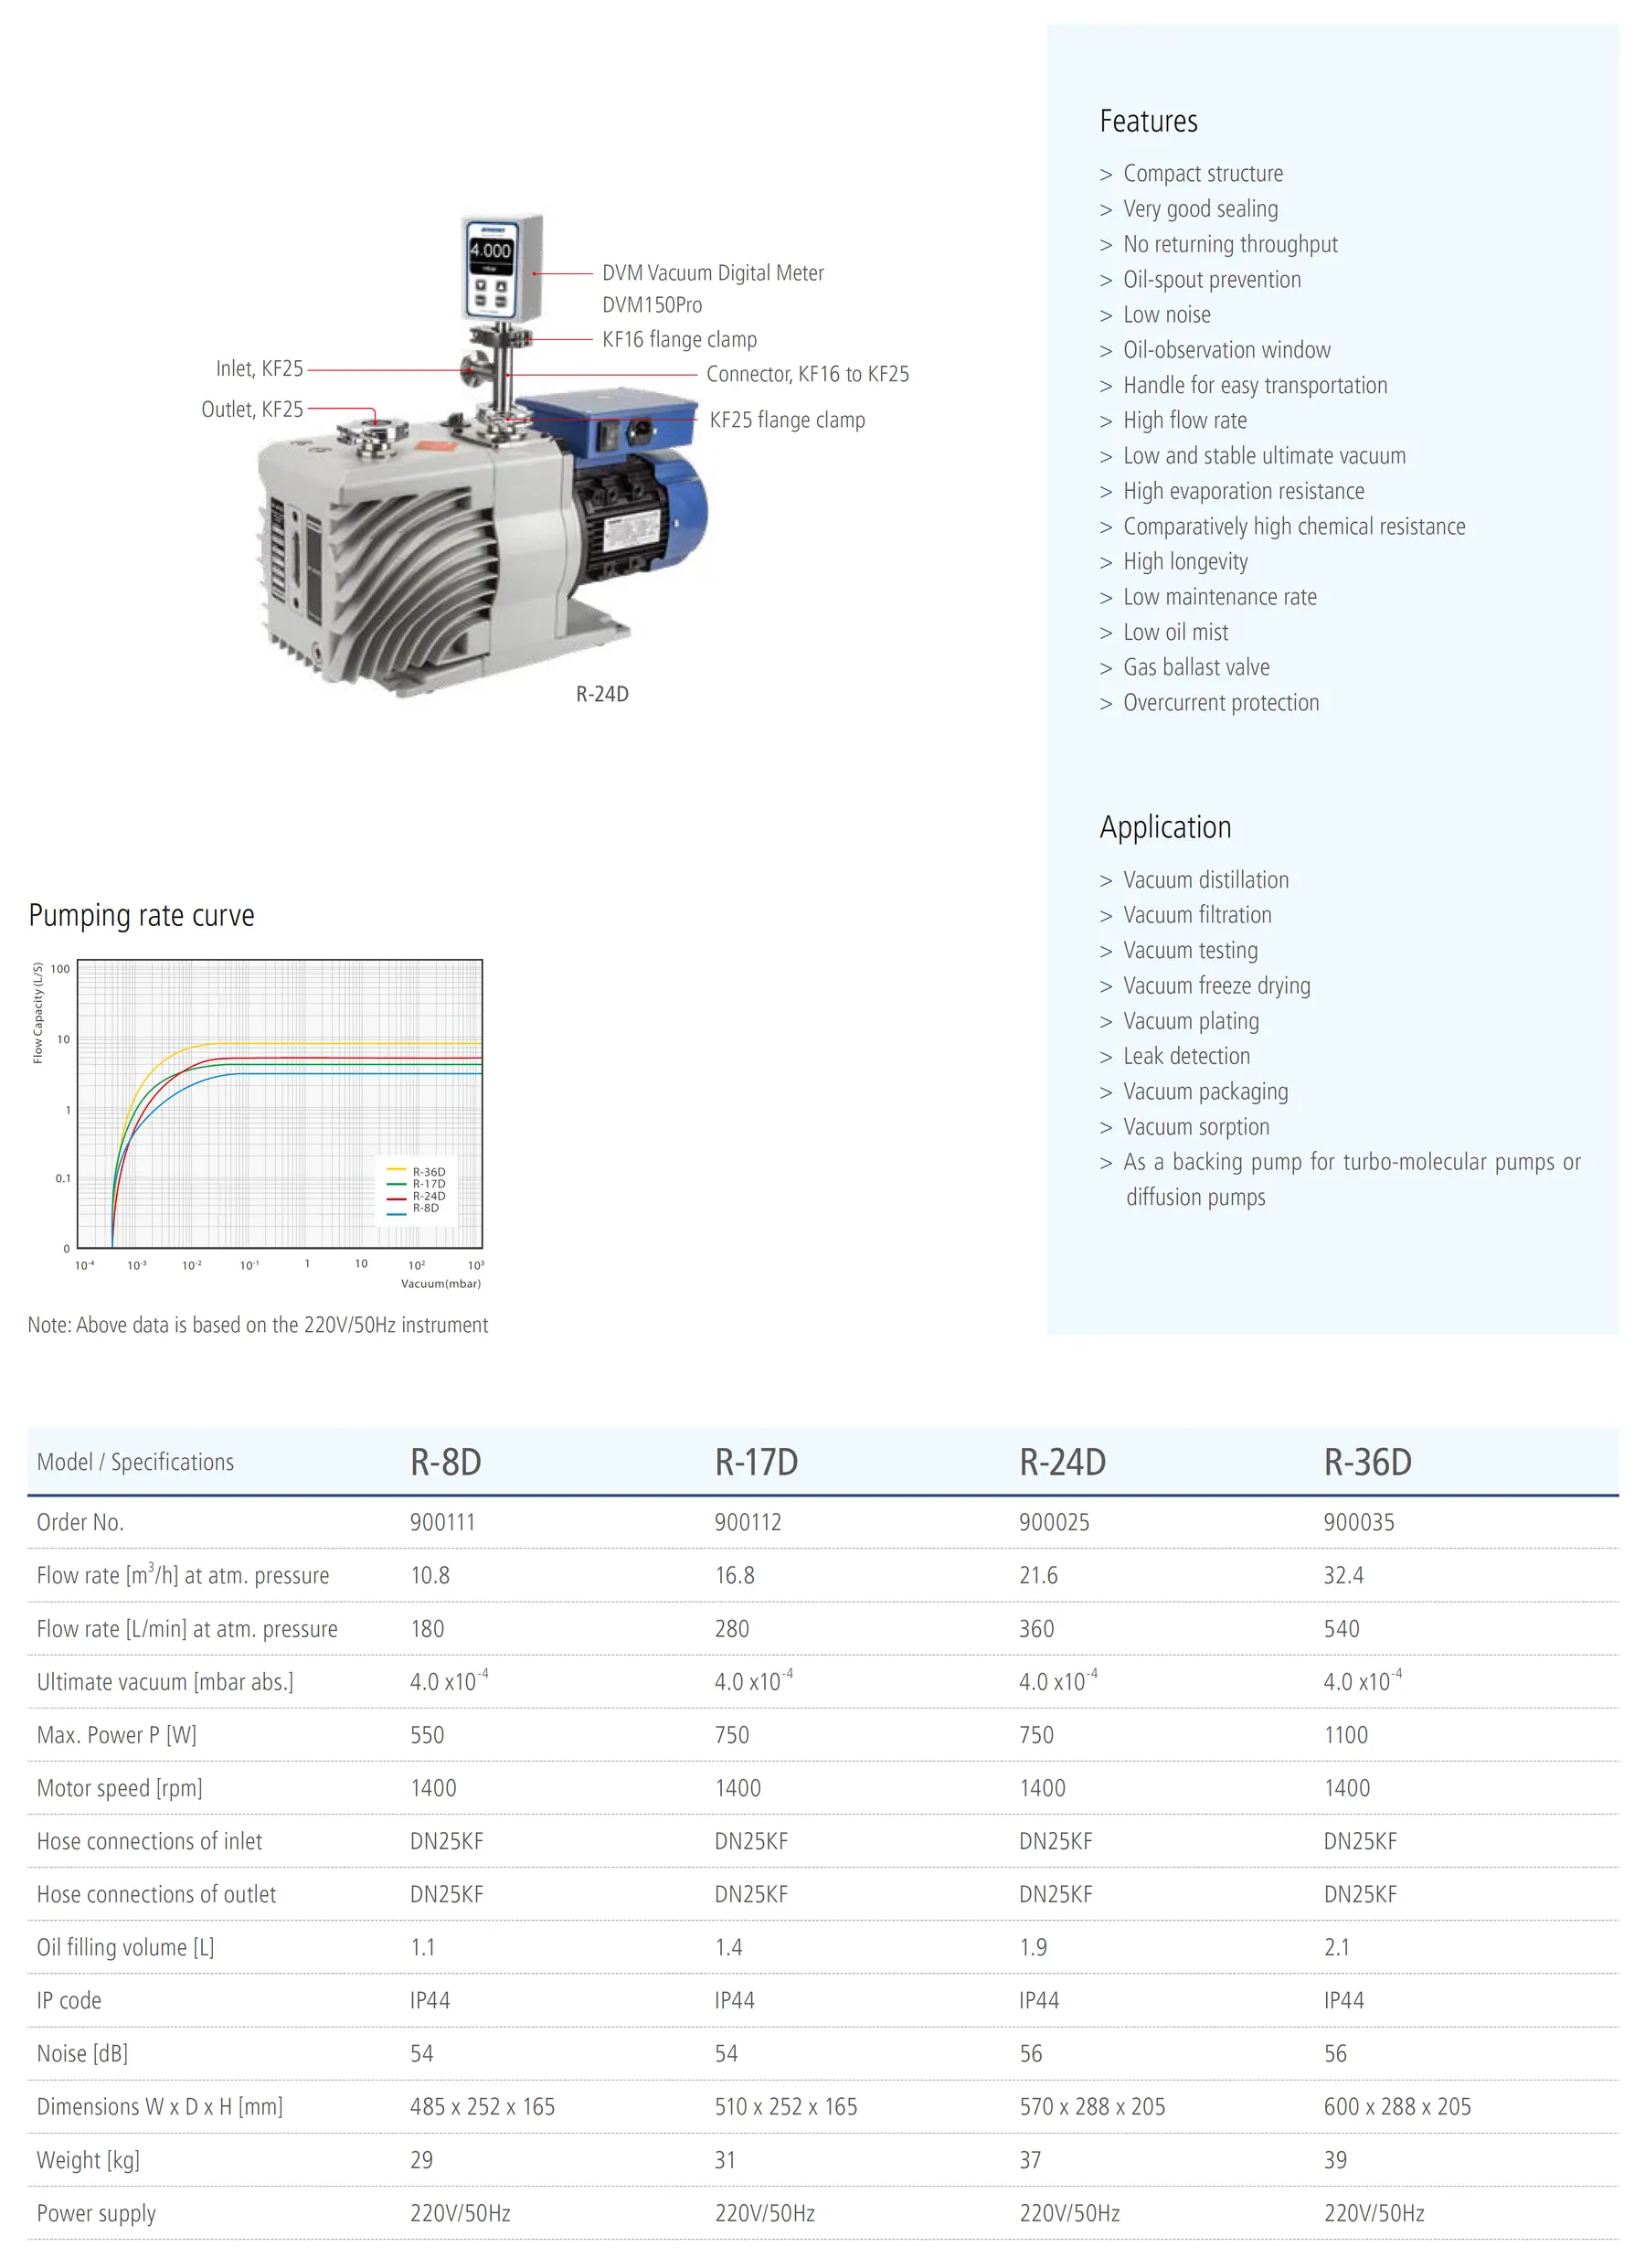 4.000
mbar
DVM Vacuum Digital Meter
DVM150Pro
KF16 flange clamp
Inlet, KF25
Connector, KF16 to KF25
Outlet, KF25
KF25 flange clamp
R-24D
Features
> Compact structure
> Very good sealing
> No returning throughput
> Oil-spout prevention
> Low noise
> Oil-observation window
> Handle for easy transportation
> High flow rate
> Low and stable ultimate vacuum
> High evaporation resistance
> Comparatively high chemical resistance
> High longevity
> Low maintenance rate
> Low oil mist
> Gas ballast valve
> Overcurrent protection
Application
> Vacuum distillation
> Vacuum filtration
> Vacuum testing
> Vacuum freeze drying
> Vacuum plating
> Leak detection
> Vacuum packaging
> Vacuum sorption
> As a backing pump for turbo-molecular pumps or
diffusion pumps
Pumping rate curve
Flow Capacity (L/S)
100
10
1
0.1
0
R-36D
R-17D
R-24D
R-8D
10⁻⁴ 10⁻³ 10⁻² 10⁻¹ 1 10 10² 10³
Vacuum(mbar)
Note: Above data is based on the 220V/50Hz instrument
Model / Specifications R-8D R-17D R-24D R-36D
Order No. 900111 900112 900025 900035
Flow rate [m³/h] at atm. pressure 10.8 16.8 21.6 32.4
Flow rate [L/min] at atm. pressure 180 280 360 540
Ultimate vacuum [mbar abs.] 4.0 x10⁻⁴ 4.0 x10⁻⁴ 4.0 x10⁻⁴ 4.0 x10⁻⁴
Max. Power P [W] 550 750 750 1100
Motor speed [rpm] 1400 1400 1400 1400
Hose connections of inlet DN25KF DN25KF DN25KF DN25KF
Hose connections of outlet DN25KF DN25KF DN25KF DN25KF
Oil filling volume [L] 1.1 1.4 1.9 2.1
IP code IP44 IP44 IP44 IP44
Noise [dB] 54 54 56 56
Dimensions W x D x H [mm] 485 x 252 x 165 510 x 252 x 165 570 x 288 x 205 600 x 288 x 205
Weight [kg] 29 31 37 39
Power supply 220V/50Hz 220V/50Hz 220V/50Hz 220V/50Hz